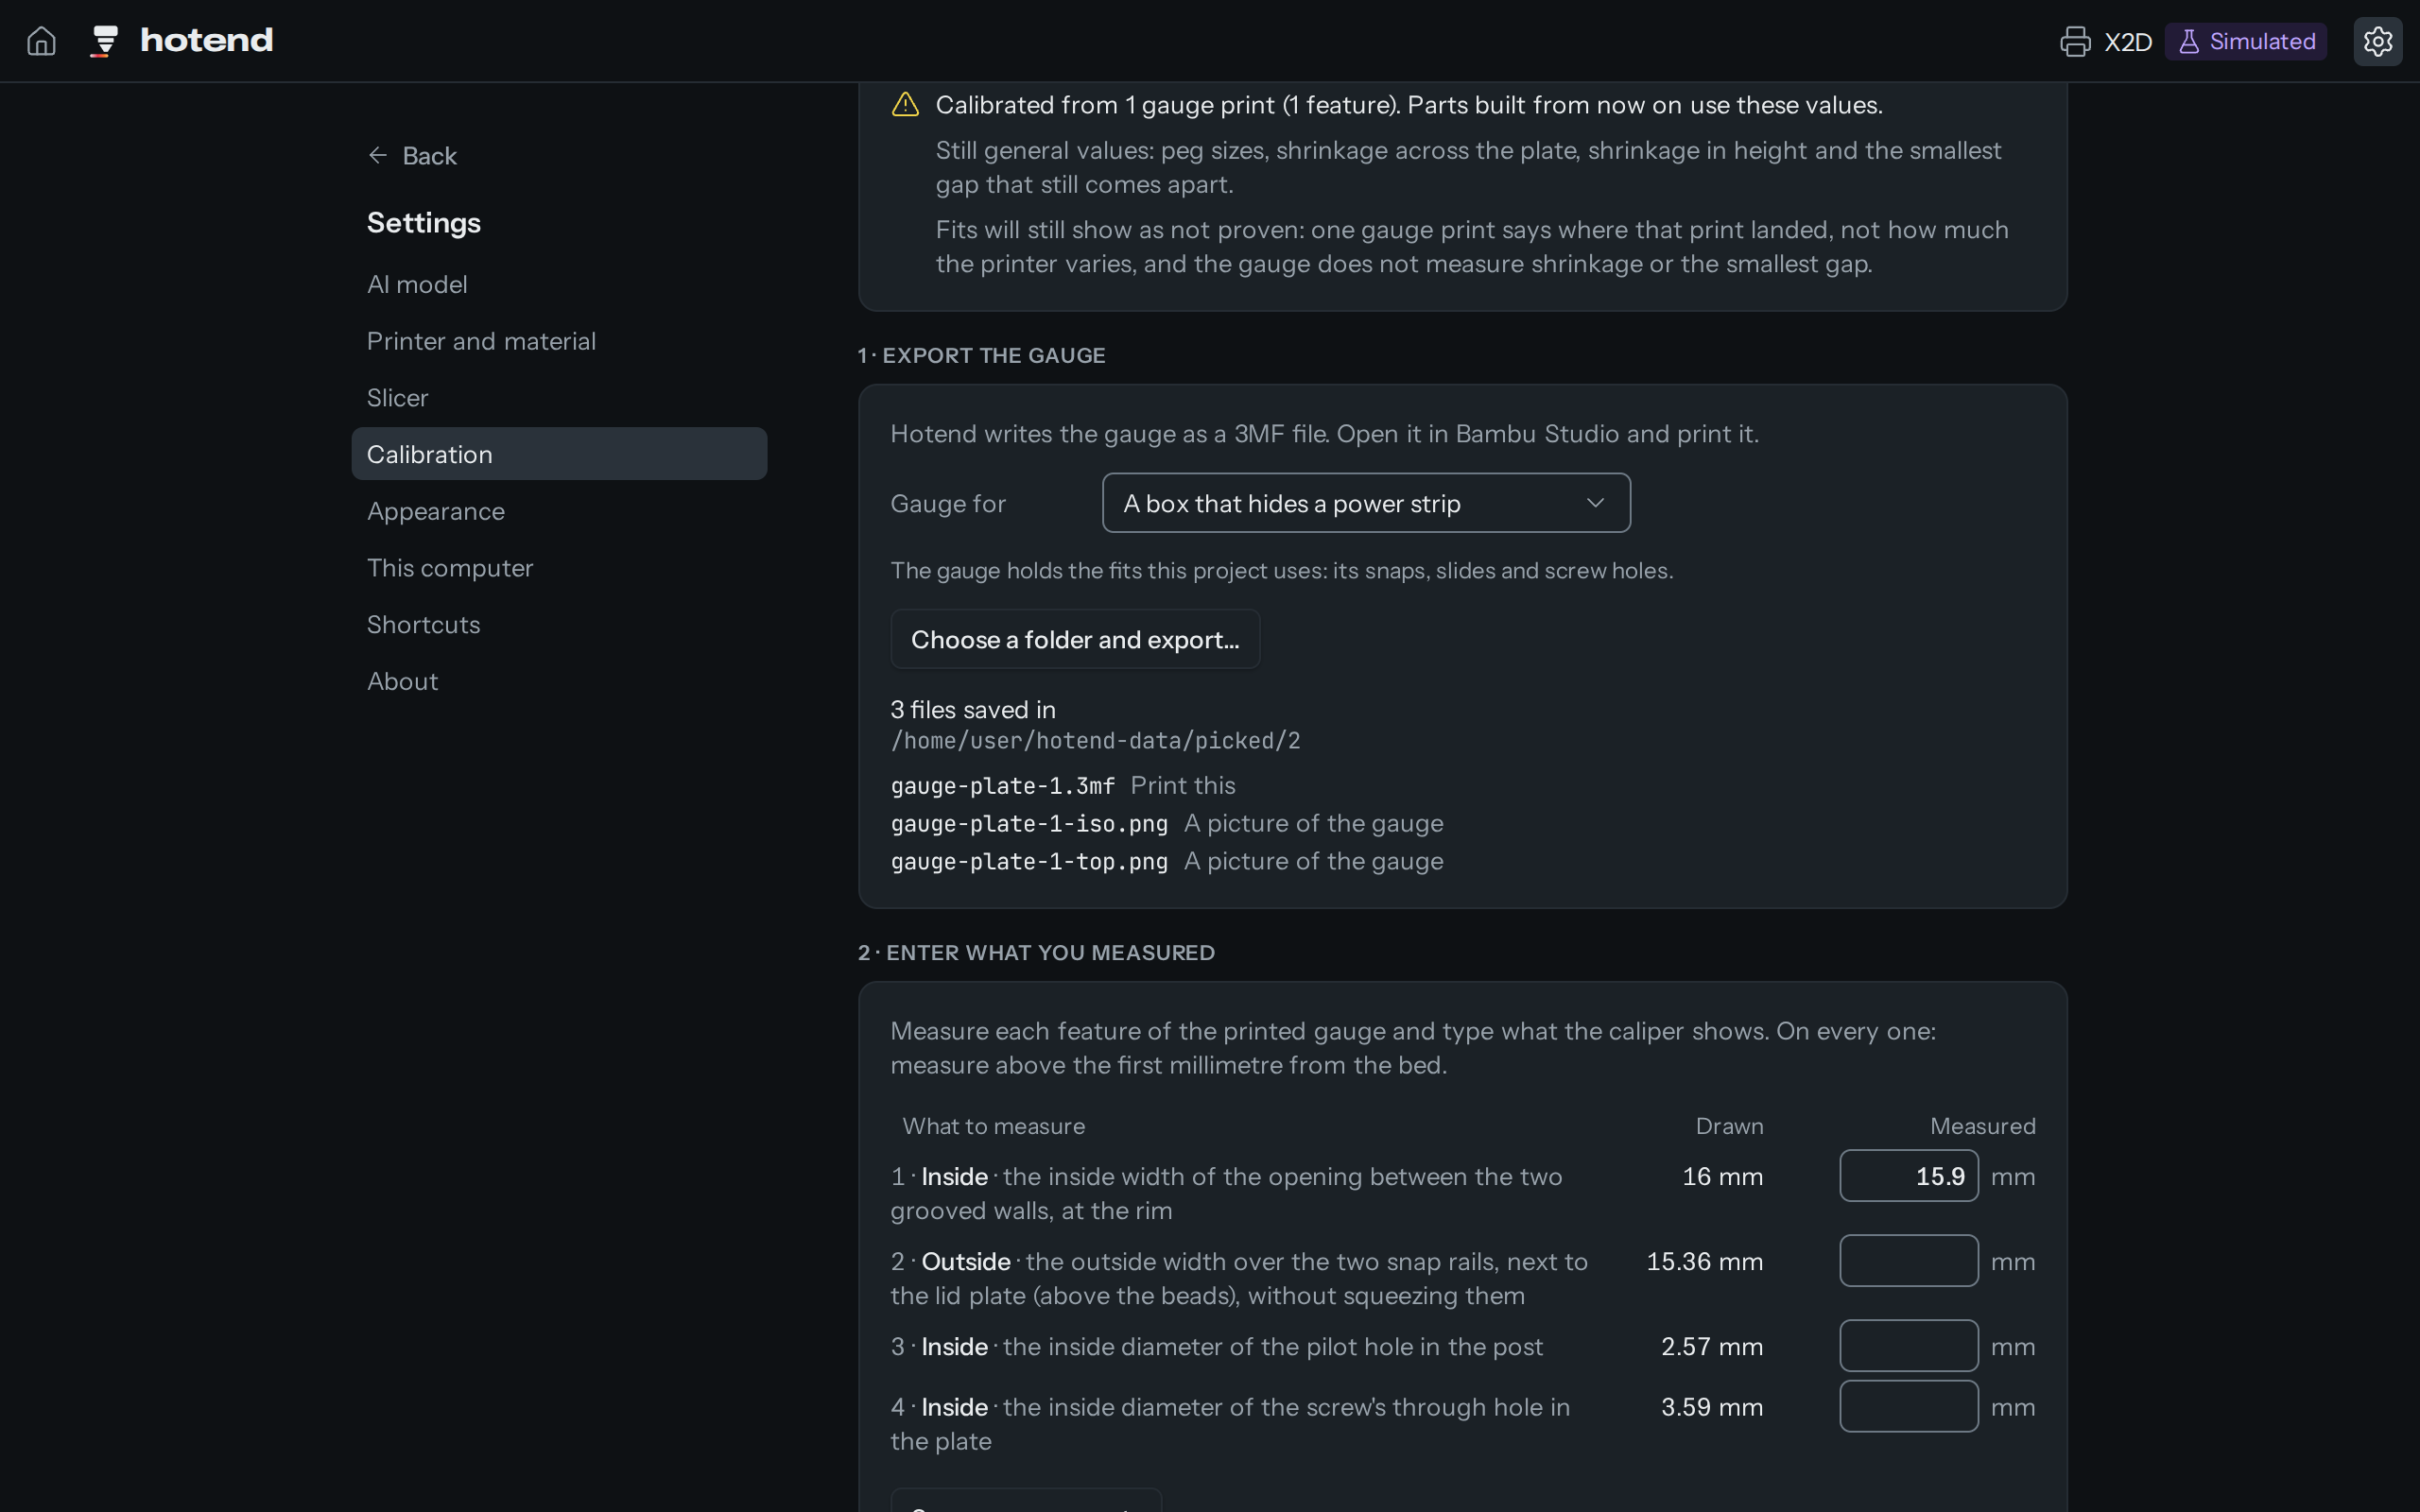 hotend
X2D
Simulated
Calibrated from 1 gauge print (1 feature). Parts built from now on use these values.
Still general values: peg sizes, shrinkage across the plate, shrinkage in height and the smallest
gap that still comes apart.
Fits will still show as not proven: one gauge print says where that print landed, not how much
the printer varies, and the gauge does not measure shrinkage or the smallest gap.
Back
Settings
AI model
Printer and material
Slicer
Calibration
Appearance
This computer
Shortcuts
About
1 · EXPORT THE GAUGE
Hotend writes the gauge as a 3MF file. Open it in Bambu Studio and print it.
Gauge for
A box that hides a power strip
The gauge holds the fits this project uses: its snaps, slides and screw holes.
Choose a folder and export...
3 files saved in
/home/user/hotend-data/picked/2
gauge-plate-1.3mf Print this
gauge-plate-1-iso.png A picture of the gauge
gauge-plate-1-top.png A picture of the gauge
2 · ENTER WHAT YOU MEASURED
Measure each feature of the printed gauge and type what the caliper shows. On every one:
measure above the first millimetre from the bed.
What to measure Drawn Measured
1 · Inside · the inside width of the opening between the two 16 mm 15.9 mm
grooved walls, at the rim
2 · Outside · the outside width over the two snap rails, next to 15.36 mm mm
the lid plate (above the beads), without squeezing them
3 · Inside · the inside diameter of the pilot hole in the post 2.57 mm mm
4 · Inside · the inside diameter of the screw's through hole in 3.59 mm mm
the plate